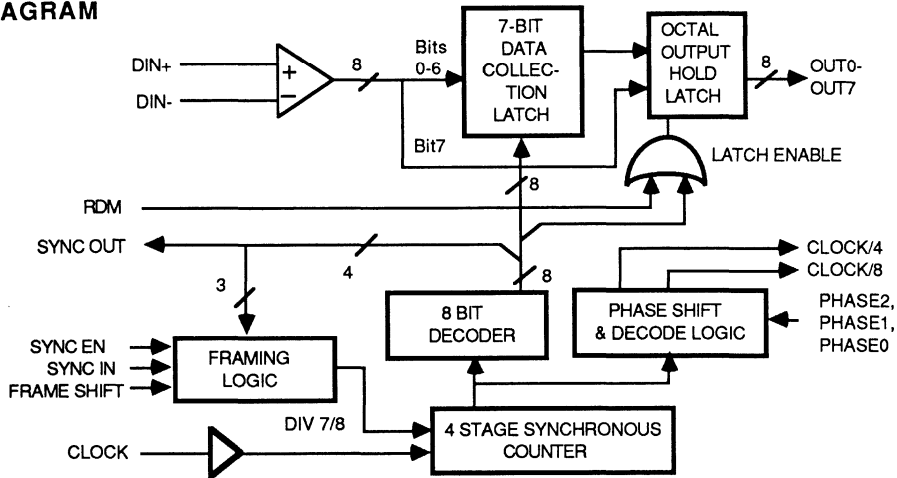 AGRAM
DIN+
DIN-
+
−
8
Bits
0-6
Bit7
7-BIT
DATA
COLLEC-
TION
LATCH
OCTAL
OUTPUT
HOLD
LATCH
8
OUT0-
OUT7
LATCH ENABLE
8
RDM
SYNC OUT
4
3
8
CLOCK/4
CLOCK/8
8 BIT
DECODER
PHASE SHIFT
& DECODE LOGIC
PHASE2,
PHASE1,
PHASE0
SYNC EN
SYNC IN
FRAME SHIFT
FRAMING
LOGIC
DIV 7/8
CLOCK
4 STAGE SYNCHRONOUS
COUNTER